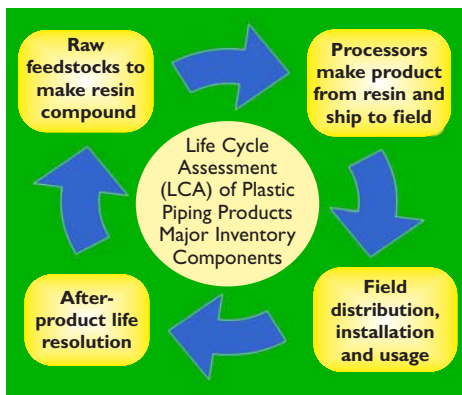 Raw
feedstocks to
make resin
compound
Processors
make product
from resin and
ship to field
Life Cycle
Assessment
(LCA) of Plastic
Piping Products
Major Inventory
Components
After-
product life
resolution
Field
distribution,
installation
and usage